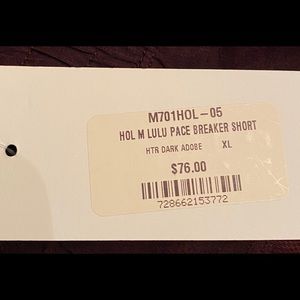 M701HOL-05
HOL M LULU PACE BREAKER SHORT
HTR DARK ADOBE XL
$76.00
728662153772